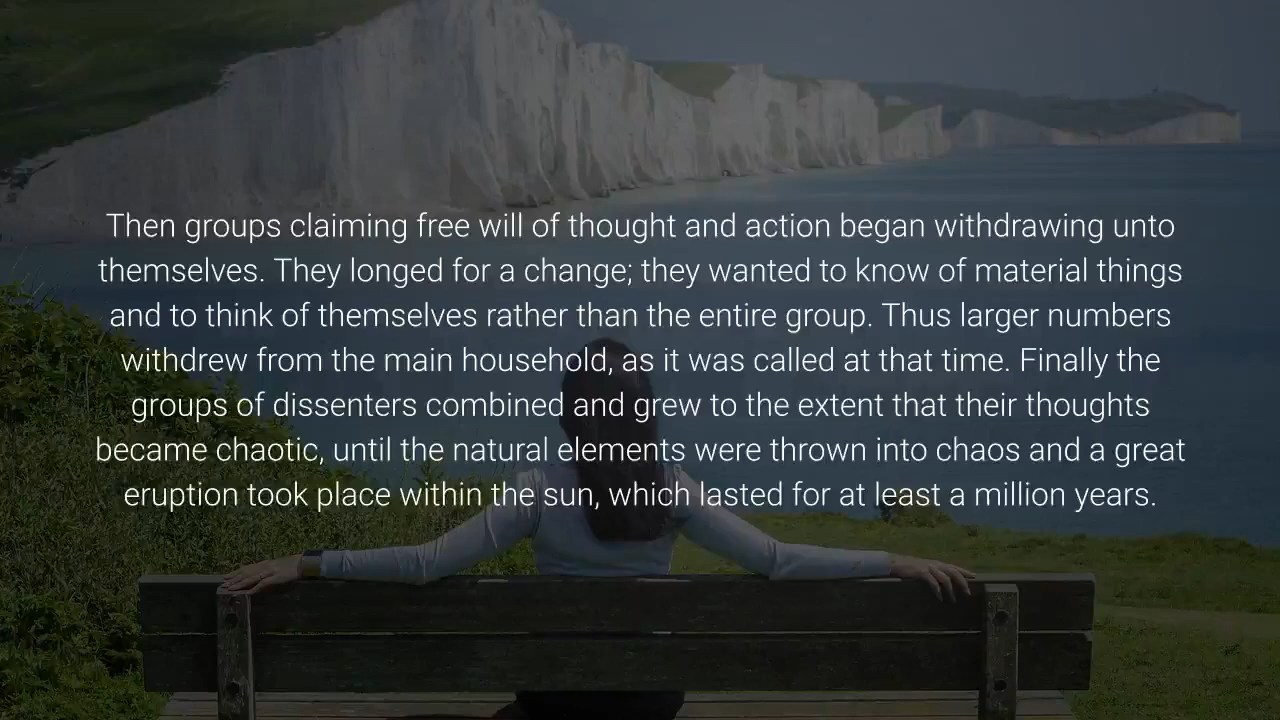 Then groups claiming free will of thought and action began withdrawing unto
themselves. They longed for a change; they wanted to know of material things
and to think of themselves rather than the entire group. Thus larger numbers
withdrew from the main household, as it was called at that time. Finally the
groups of dissenters combined and grew to the extent that their thoughts
became chaotic, until the natural elements were thrown into chaos and a great
eruption took place within the sun, which lasted for at least a million years.